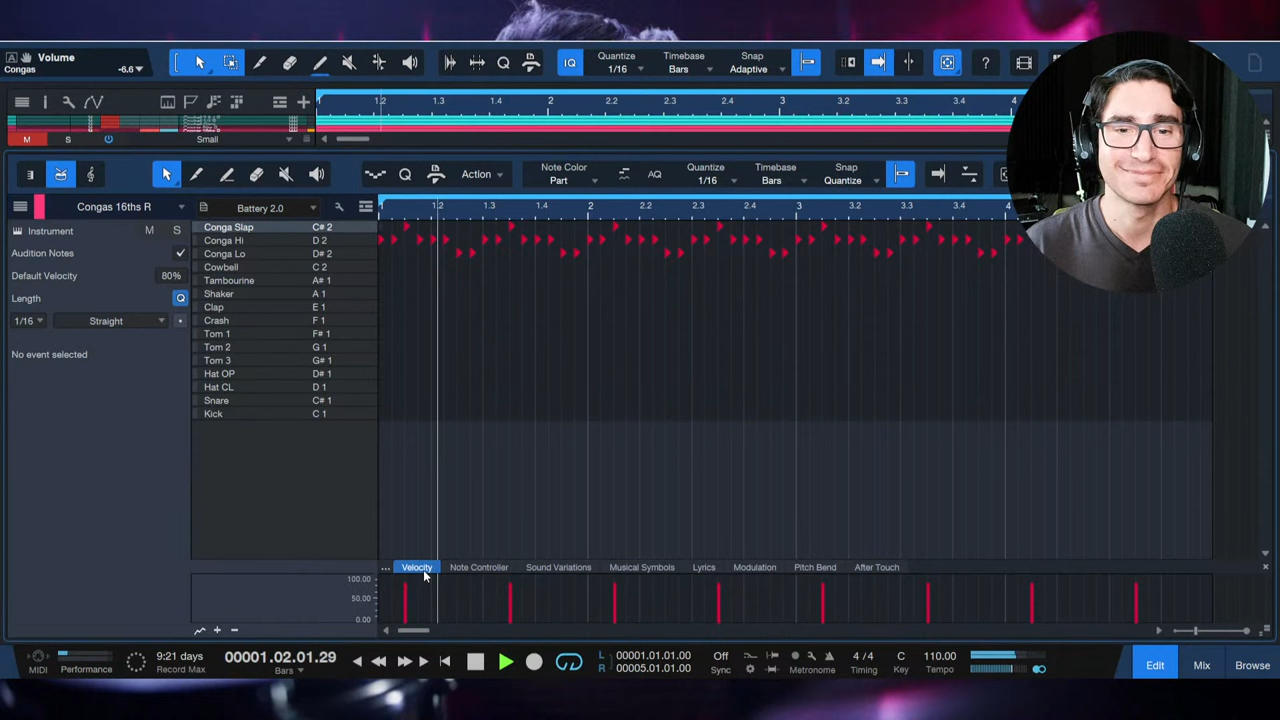 Volume
Congas -6.6
IQ Quantize 1/16 Timebase Bars Snap Adaptive
1.2 1.3 1.4 2 2.2 2.3 2.4 3 3.2 3.3 3.4 4
M S Small
Action Note Color Part AQ Quantize 1/16 Timebase Bars Snap Quantize
Congas 16ths R Battery 2.0
1.2 1.3 1.4 2 2.2 2.3 2.4 3 3.2 3.3 3.4 4
Instrument M S
Audition Notes
Default Velocity 80%
Length Q
1/16 Straight
No event selected
Conga Slap C# 2
Conga Hi D 2
Conga Lo D# 2
Cowbell C 2
Tambourine A# 1
Shaker A 1
Clap E 1
Crash F 1
Tom 1 F# 1
Tom 2 G 1
Tom 3 G# 1
Hat OP D# 1
Hat CL D 1
Snare C# 1
Kick C 1
... Velocity Note Controller Sound Variations Musical Symbols Lyrics Modulation Pitch Bend After Touch
100.00
50.00
0.00
MIDI Performance
9:21 days
Record Max
00001.02.01.29
Bars
L 00001.01.01.00
R 00005.01.01.00
Off
Sync
Metronome
4 / 4
Timing
C
Key
110.00
Tempo
Edit Mix Browse